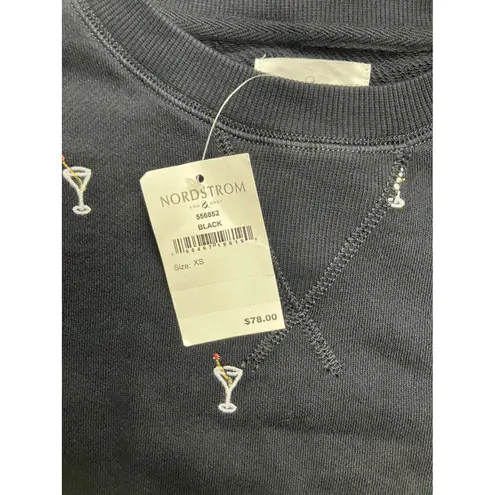 NORDSTROM
556852
BLACK
Size: XS
$78.00